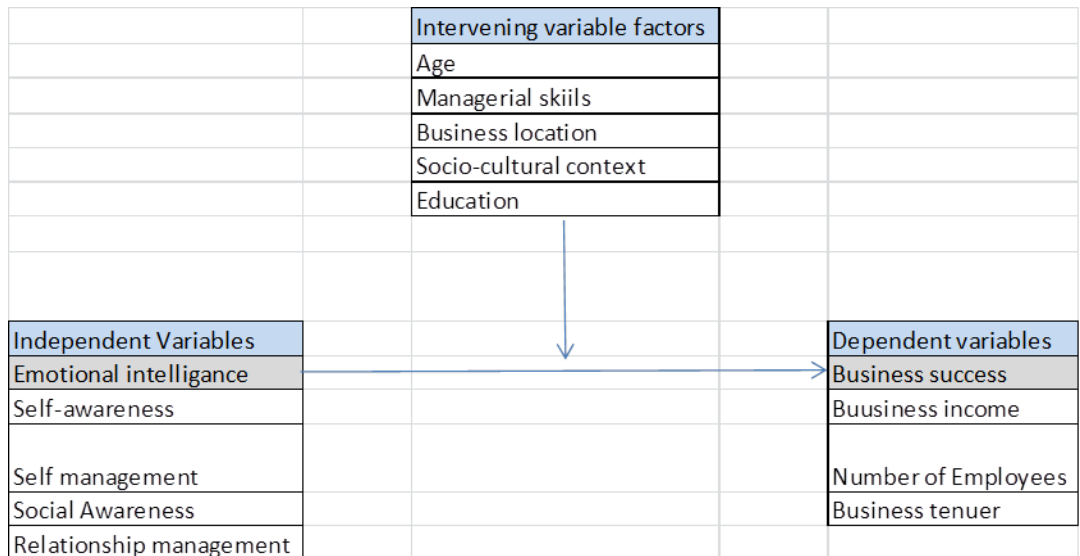 Intervening variable factors
Age
Managerial skiils
Business location
Socio-cultural context
Education
Independent Variables
Emotional intelligance
Self-awareness
Self management
Social Awareness
Relationship management
Dependent variables
Business success
Buusiness income
Number of Employees
Business tenuer